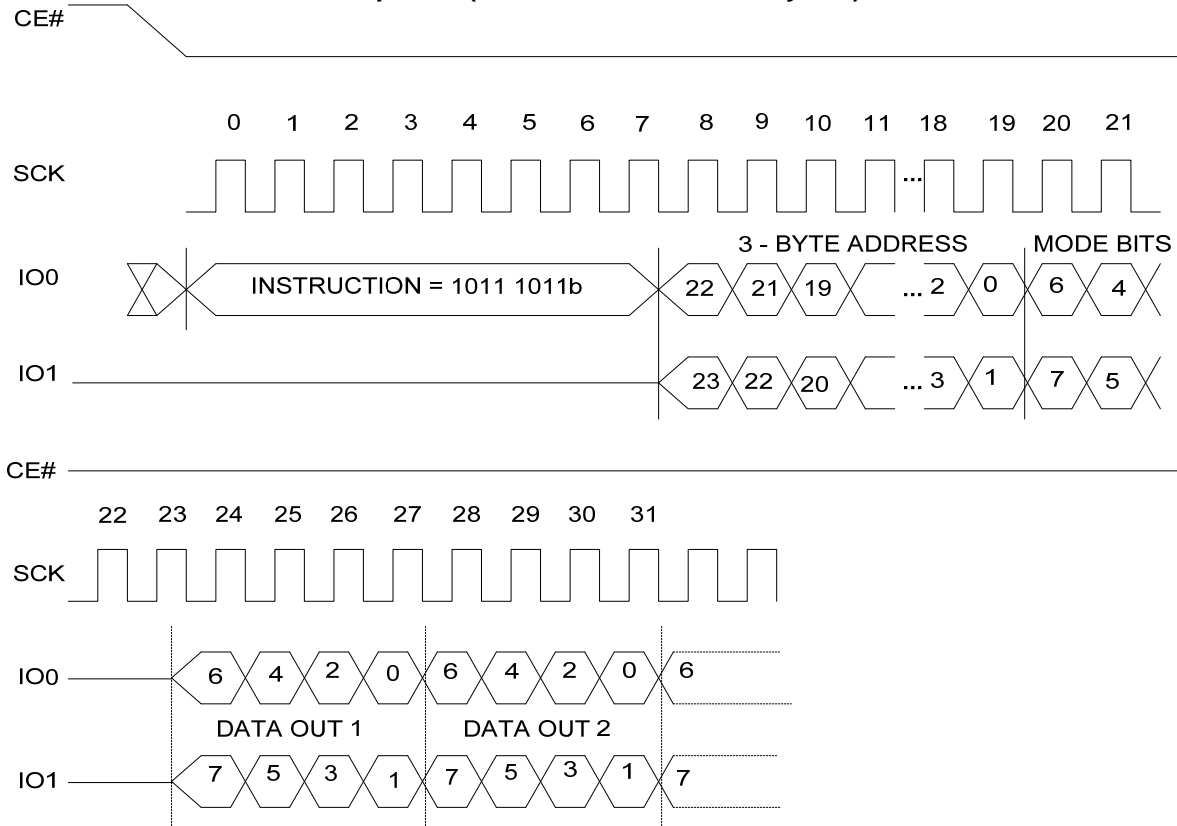 CE#
0 1 2 3 4 5 6 7 8 9 10 11 18 19 20 21
SCK ...
3 - BYTE ADDRESS MODE BITS
IO0 INSTRUCTION = 1011 1011b 22 21 19 ... 2 0 6 4
IO1 23 22 20 ... 3 1 7 5
CE#
22 23 24 25 26 27 28 29 30 31
SCK
IO0 6 4 2 0 6 4 2 0 6
DATA OUT 1 DATA OUT 2
IO1 7 5 3 1 7 5 3 1 7